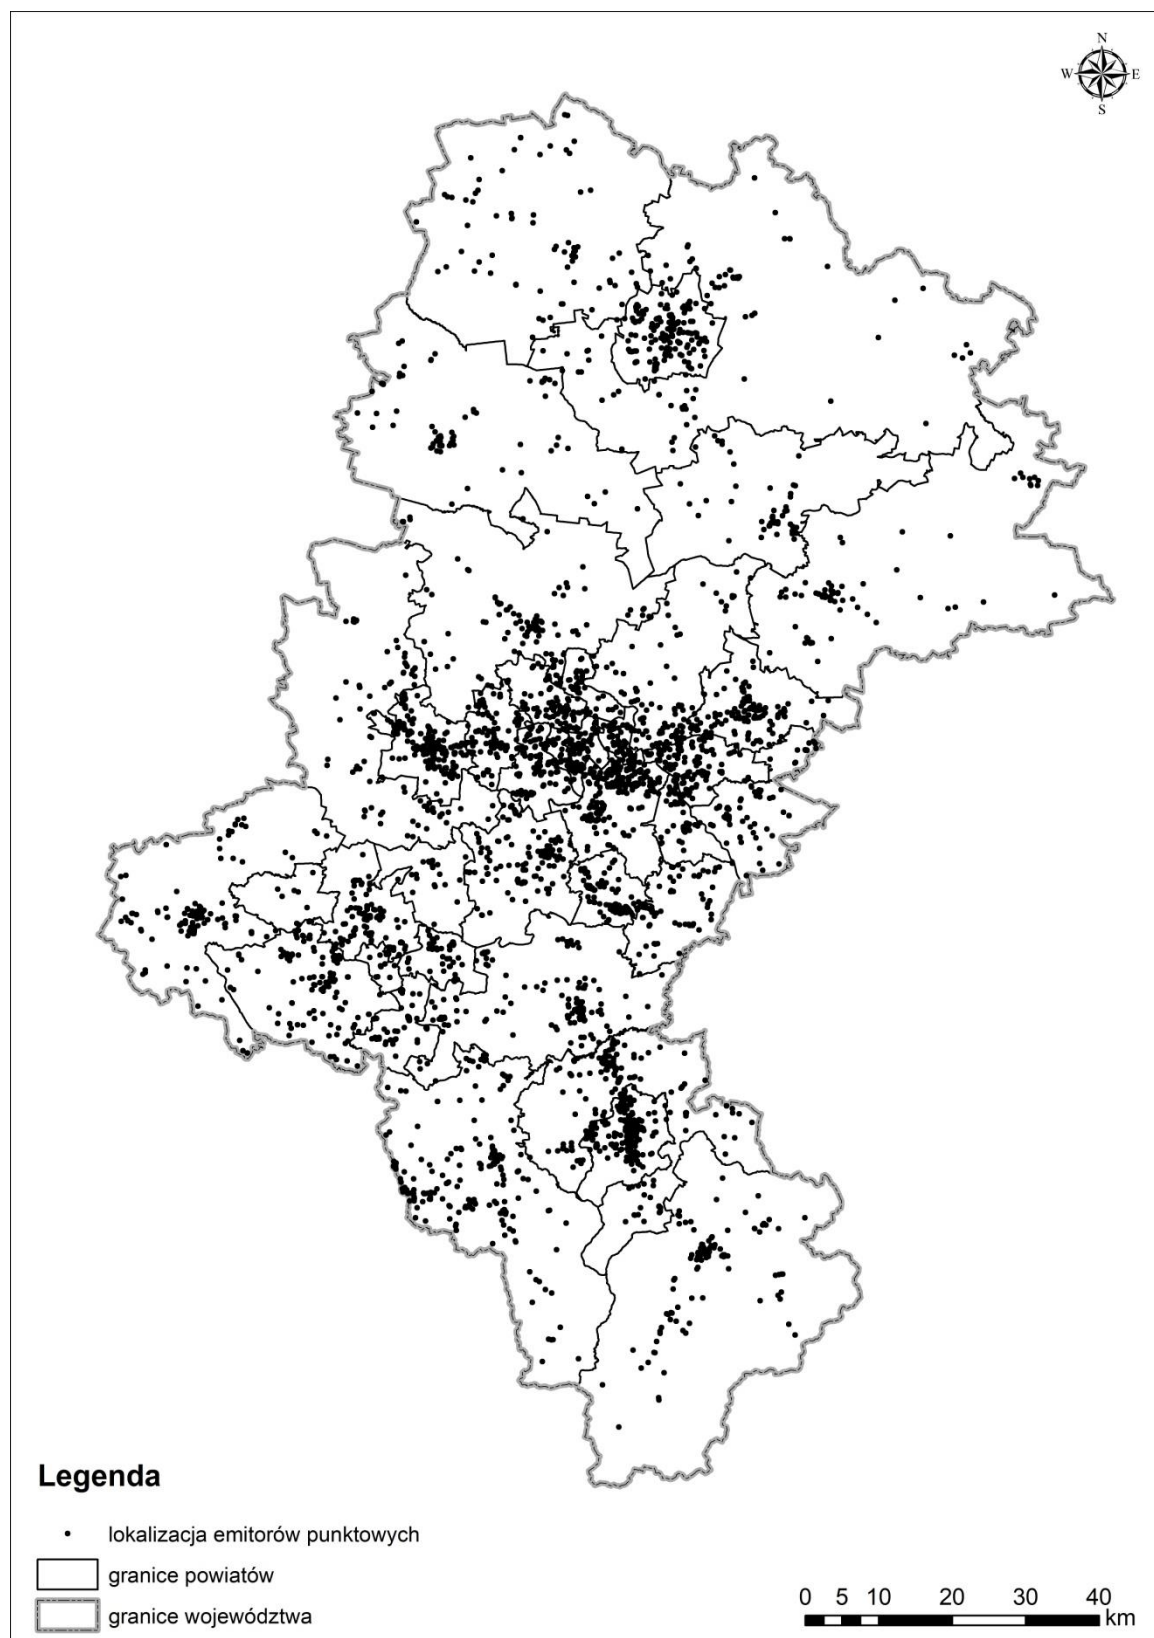 N
W E
S
Legenda
lokalizacja emitorów punktowych
granice powiatów
granice województwa
0 5 10 20 30 40
km